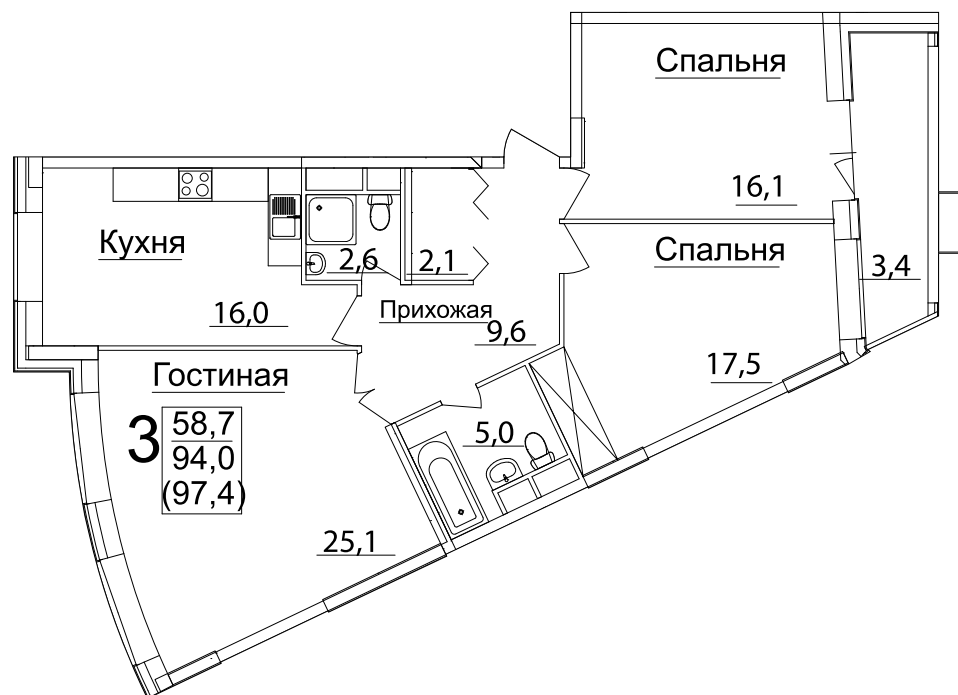 Спальня
16,1
Спальня
3,4
17,5
Кухня
16,0
2,6
2,1
Прихожая
9,6
Гостиная
3
58,7
94,0
(97,4)
25,1
5,0